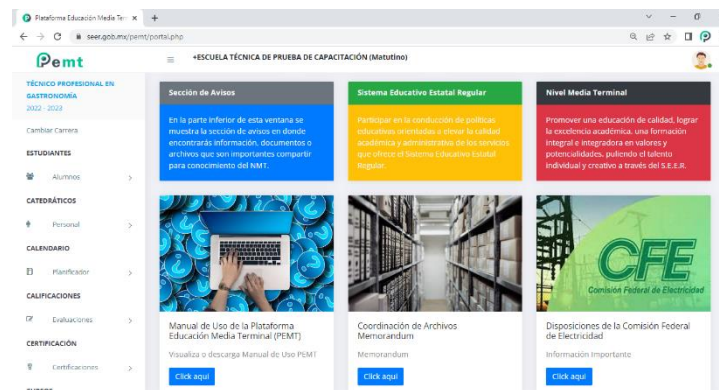 Plataforma Educación Media Ter
seer.gob.mx/pemt/portal.php
Pemt
+ESCUELA TÉCNICA DE PRUEBA DE CAPACITACIÓN (Matutino)
TÉCNICO PROFESIONAL EN
GASTRONOMÍA
2022 - 2023
Cambiar Carrera
ESTUDIANTES
Alumnos
CATEDRÁTICOS
Personal
CALENDARIO
Planificador
CALIFICACIONES
Evaluaciones
CERTIFICACIÓN
Certificaciones
CURSOS
Sección de Avisos
En la parte inferior de esta ventana se
muestra la sección de avisos en donde
encontrarás información, documentos o
archivos que son importantes compartir
para conocimiento del NMT.
Sistema Educativo Estatal Regular
Participar en la conducción de políticas
educativas orientadas a elevar la calidad
académica y administrativa de los servicios
que ofrece el Sistema Educativo Estatal
Regular.
Nivel Media Terminal
Promover una educación de calidad, lograr
la excelencia académica, una formación
integral e integradora en valores y
potencialidades, puliendo el talento
individual y creativo a través del S.E.E.R.
Manual de Uso de la Plataforma
Educación Media Terminal (PEMT)
Visualiza o descarga Manual de Uso PEMT
Click aquí
Coordinación de Archivos
Memorandum
Memorandum
Click aquí
CFE
Comisión Federal de Electricidad
Disposiciones de la Comisión Federal
de Electricidad
Información Importante
Click aquí